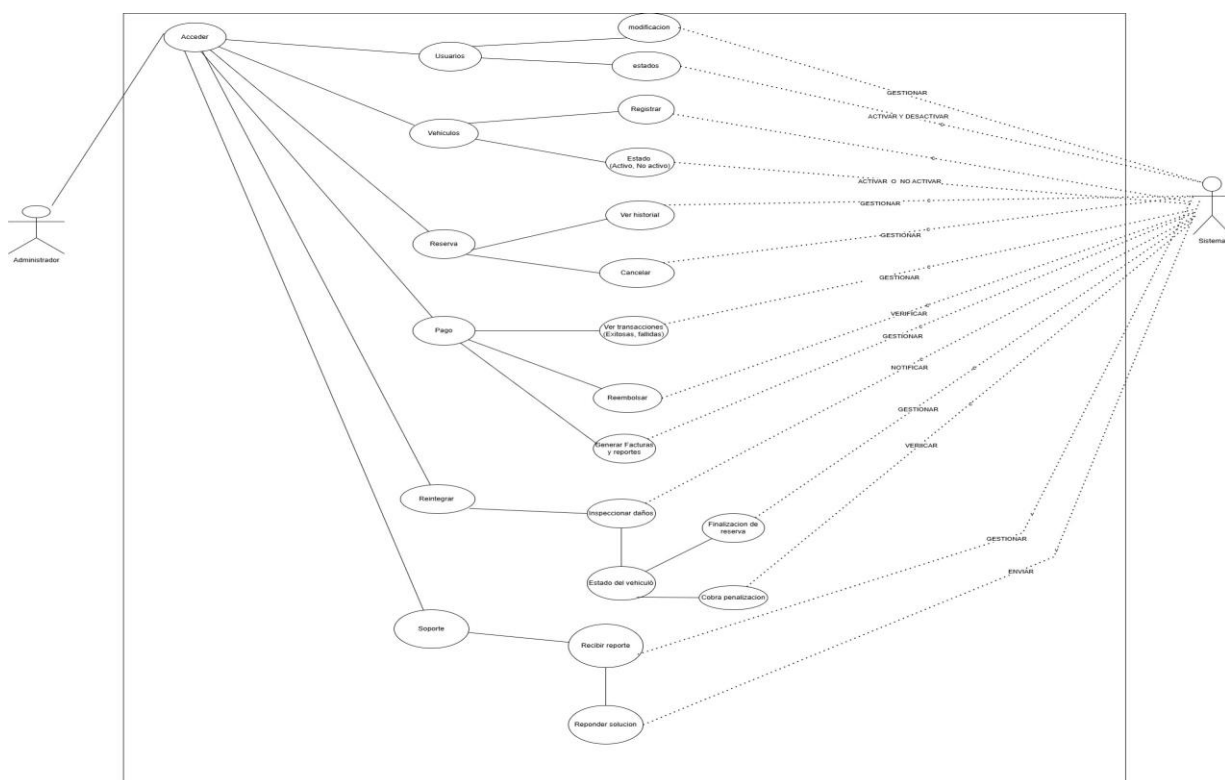 Acceder
modificacion
Usuarios
estados
GESTIONAR
Registrar
ACTIVAR Y DESACTIVAR
Vehiculos
Estado
(Activo, No activo)
ACTIVAR O NO ACTIVAR
GESTIONAR
Ver historial
Administrador
Sistema
Reserva
GESTIONAR
Cancelar
GESTIONAR
VERIFICAR
Pago
Ver transacciones
(Exitosas, fallidas)
GESTIONAR
NOTIFICAR
Reembolsar
GESTIONAR
Generar Facturas
y reportes
VERIICAR
Reintegrar
Inspeccionar daños
Finalizacion de
reserva
GESTIONAR
ENVIAR
Estado del vehiculó
Cobra penalizacion
Soporte
Recibir reporte
Reponder solucion